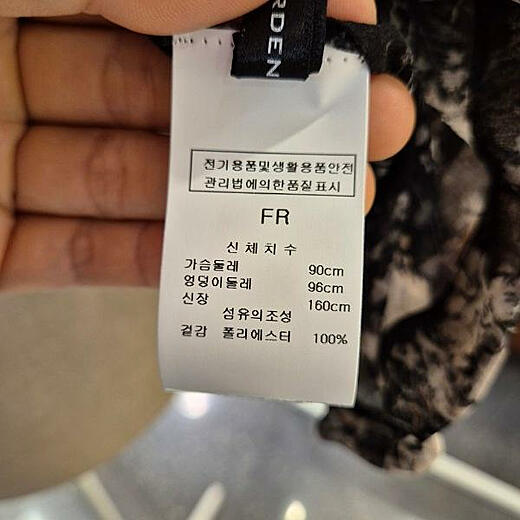 RDEN
전기용품및생활용품안전
관리법에의한품질표시
FR
신체치수
가슴둘레 90cm
엉덩이둘레 96cm
신장 160cm
섬유의조성
겉감 폴리에스터 100%